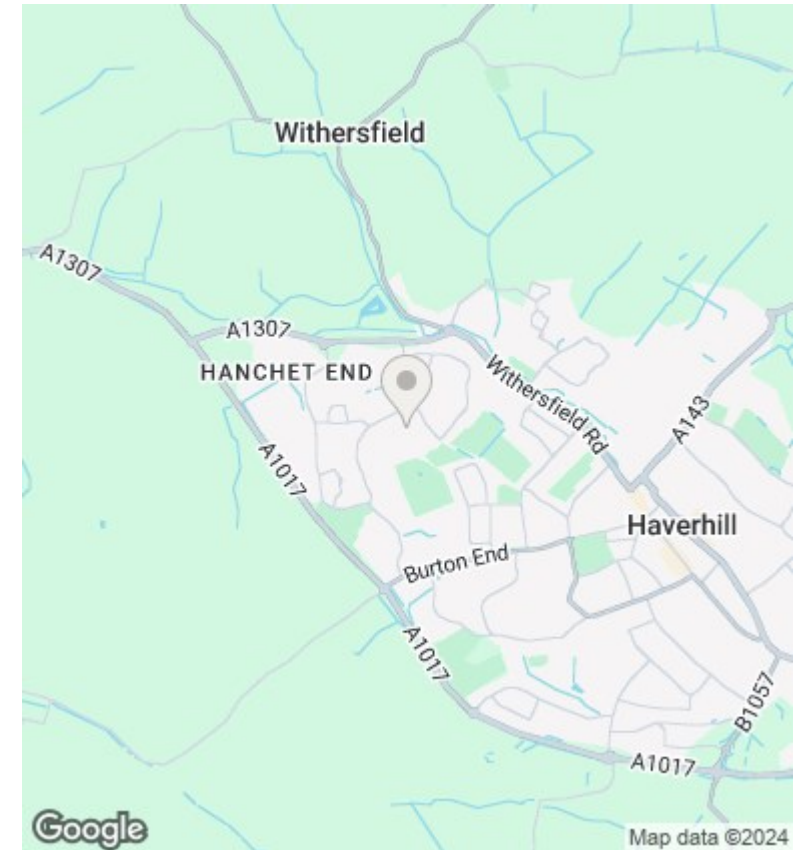 Withersfield
A1307
A1307
HANCHET END
Withersfield Rd
A143
A1017
Haverhill
Burton End
A1017
B1057
A1017
Google
Map data ©2024